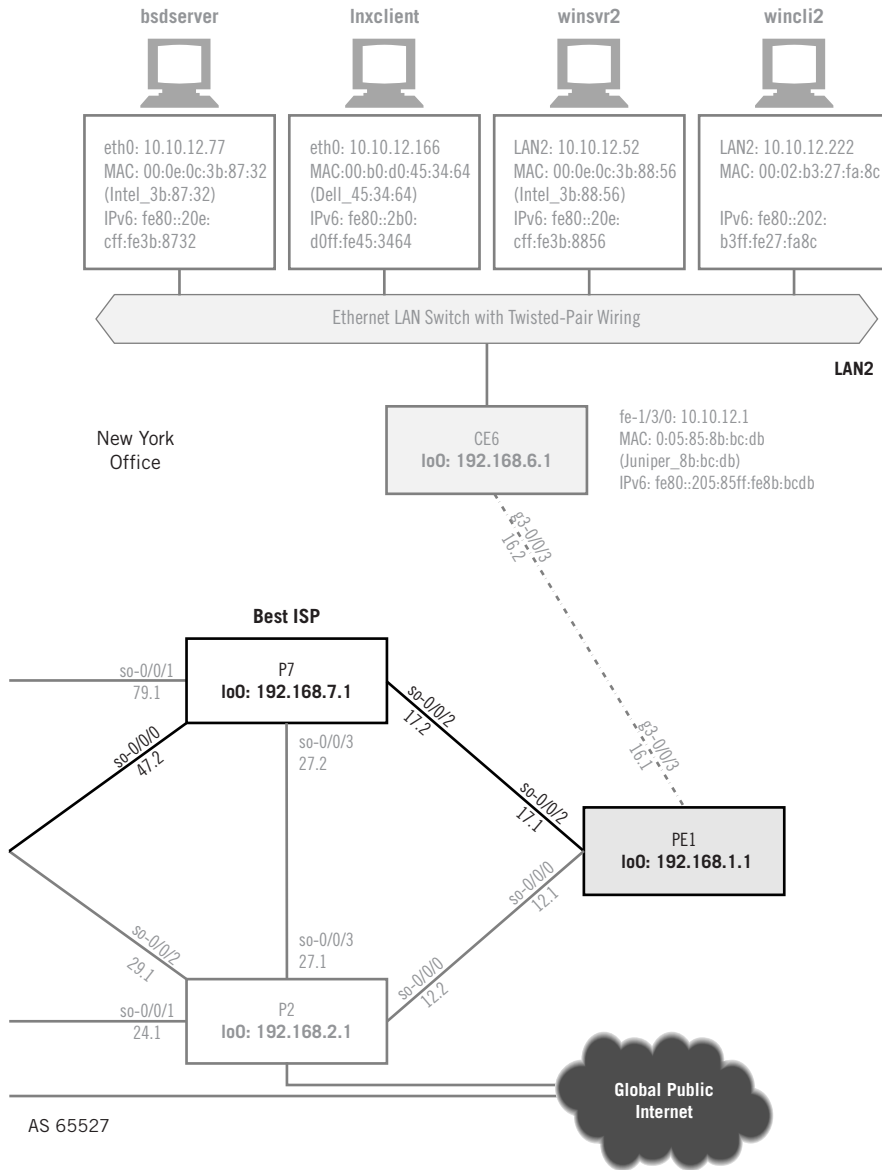 bsdserver
lnxclient
winsvr2
wincli2
eth0: 10.10.12.77
MAC: 00:0e:0c:3b:87:32
(Intel_3b:87:32)
IPv6: fe80::20e:
cff:fe3b:8732
eth0: 10.10.12.166
MAC:00:b0:d0:45:34:64
(Dell_45:34:64)
IPv6: fe80::2b0:
d0ff:fe45:3464
LAN2: 10.10.12.52
MAC: 00:0e:0c:3b:88:56
(Intel_3b:88:56)
IPv6: fe80::20e:
cff:fe3b:8856
LAN2: 10.10.12.222
MAC: 00:02:b3:27:fa:8c
IPv6: fe80::202:
b3ff:fe27:fa8c
Ethernet LAN Switch with Twisted-Pair Wiring
LAN2
New York
Office
CE6
lo0: 192.168.6.1
fe-1/3/0: 10.10.12.1
MAC: 0:05:85:8b:bc:db
(Juniper_8b:bc:db)
IPv6: fe80::205:85ff:fe8b:bcdb
g3-0/0/3
16.2
Best ISP
P7
lo0: 192.168.7.1
so-0/0/1
79.1
so-0/0/0
47.2
so-0/0/3
27.2
so-0/0/2
17.2
g3-0/0/3
16.1
so-0/0/2
17.1
PE1
lo0: 192.168.1.1
so-0/0/0
12.1
so-0/0/2
29.1
so-0/0/3
27.1
so-0/0/0
12.2
so-0/0/1
24.1
P2
lo0: 192.168.2.1
Global Public
Internet
AS 65527